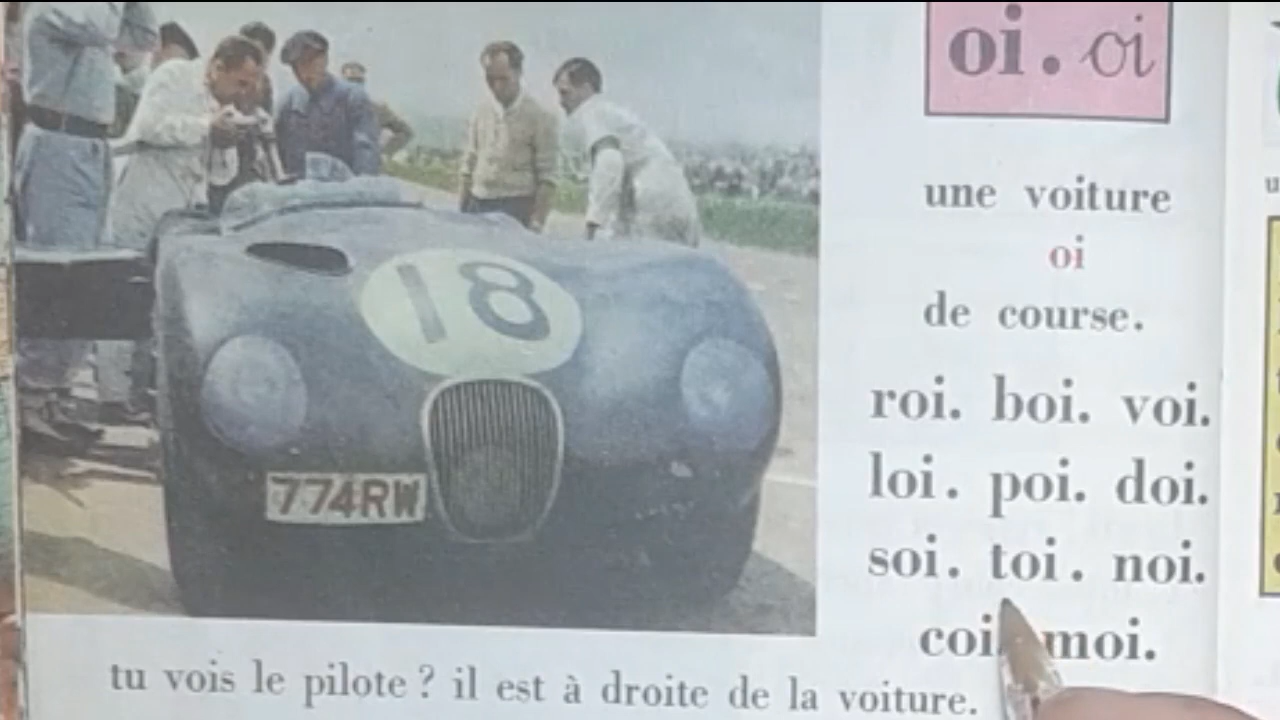 oi. oi
une voiture
oi
de course.
roi. boi. voi.
loi. poi. doi.
soi. toi. noi.
coi. moi.
18
774RW
tu vois le pilote ? il est à droite de la voiture.